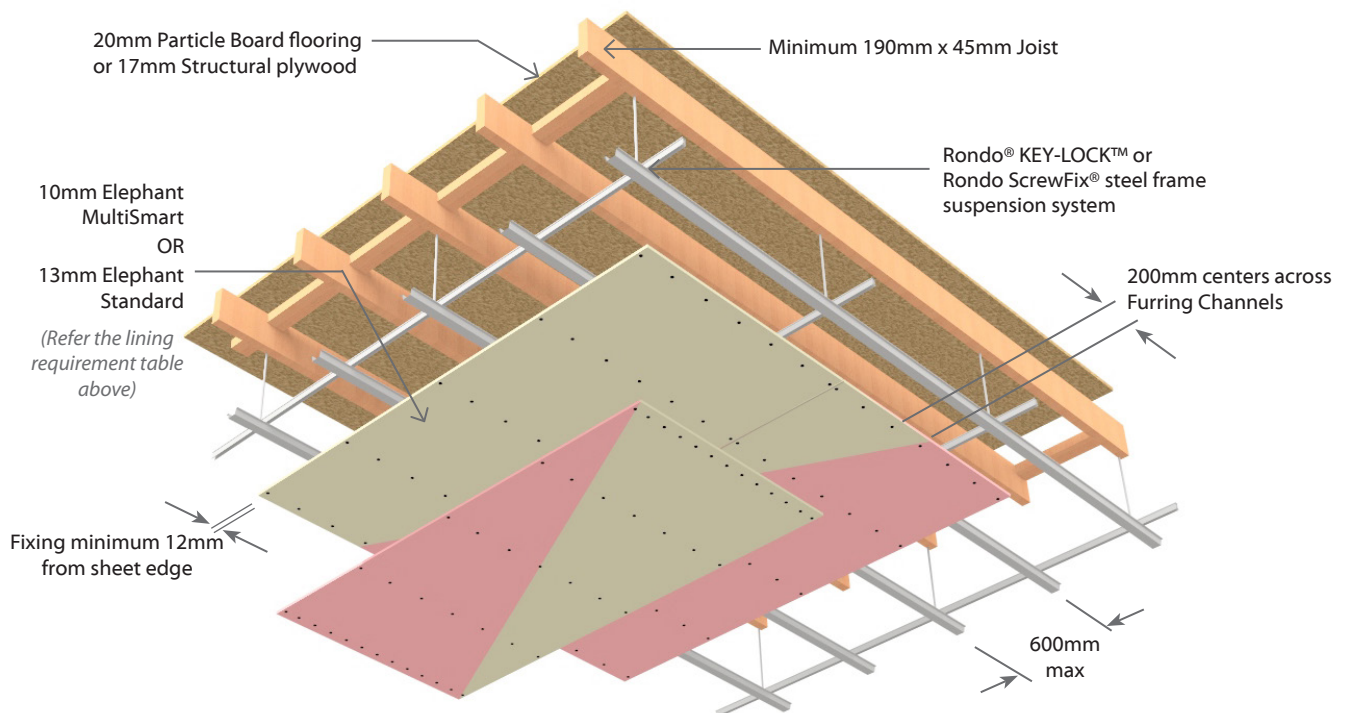 20mm Particle Board flooring
or 17mm Structural plywood
Minimum 190mm x 45mm Joist
Rondo® KEY-LOCK™ or
Rondo ScrewFix® steel frame
suspension system
10mm Elephant
MultiSmart
OR
13mm Elephant
Standard
(Refer the lining
requirement table
above)
200mm centers across
Furring Channels
Fixing minimum 12mm
from sheet edge
600mm
max